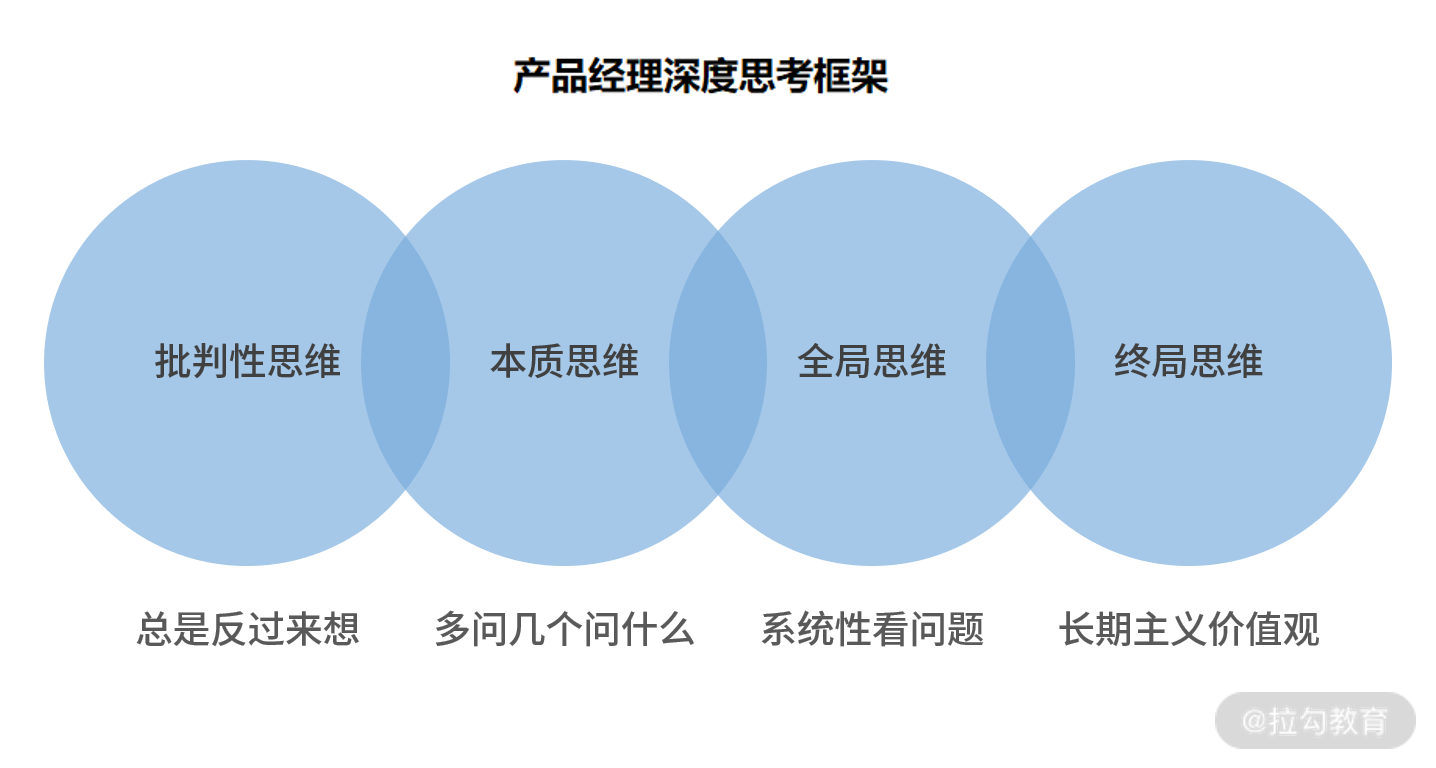 产品经理深度思考框架
批判性思维
本质思维
全局思维
终局思维
总是反过来想
多问几个问什么
系统性看问题
长期主义价值观
@拉勾教育